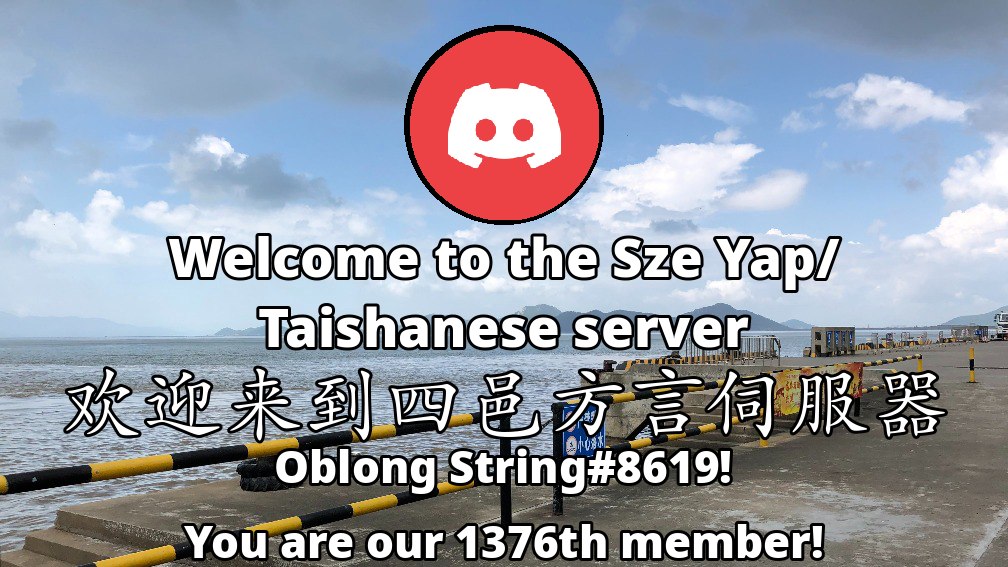 Welcome to the Sze Yap/
Taishanese server
欢迎来到四邑方言伺服器
Oblong String#8619!
You are our 1376th member!